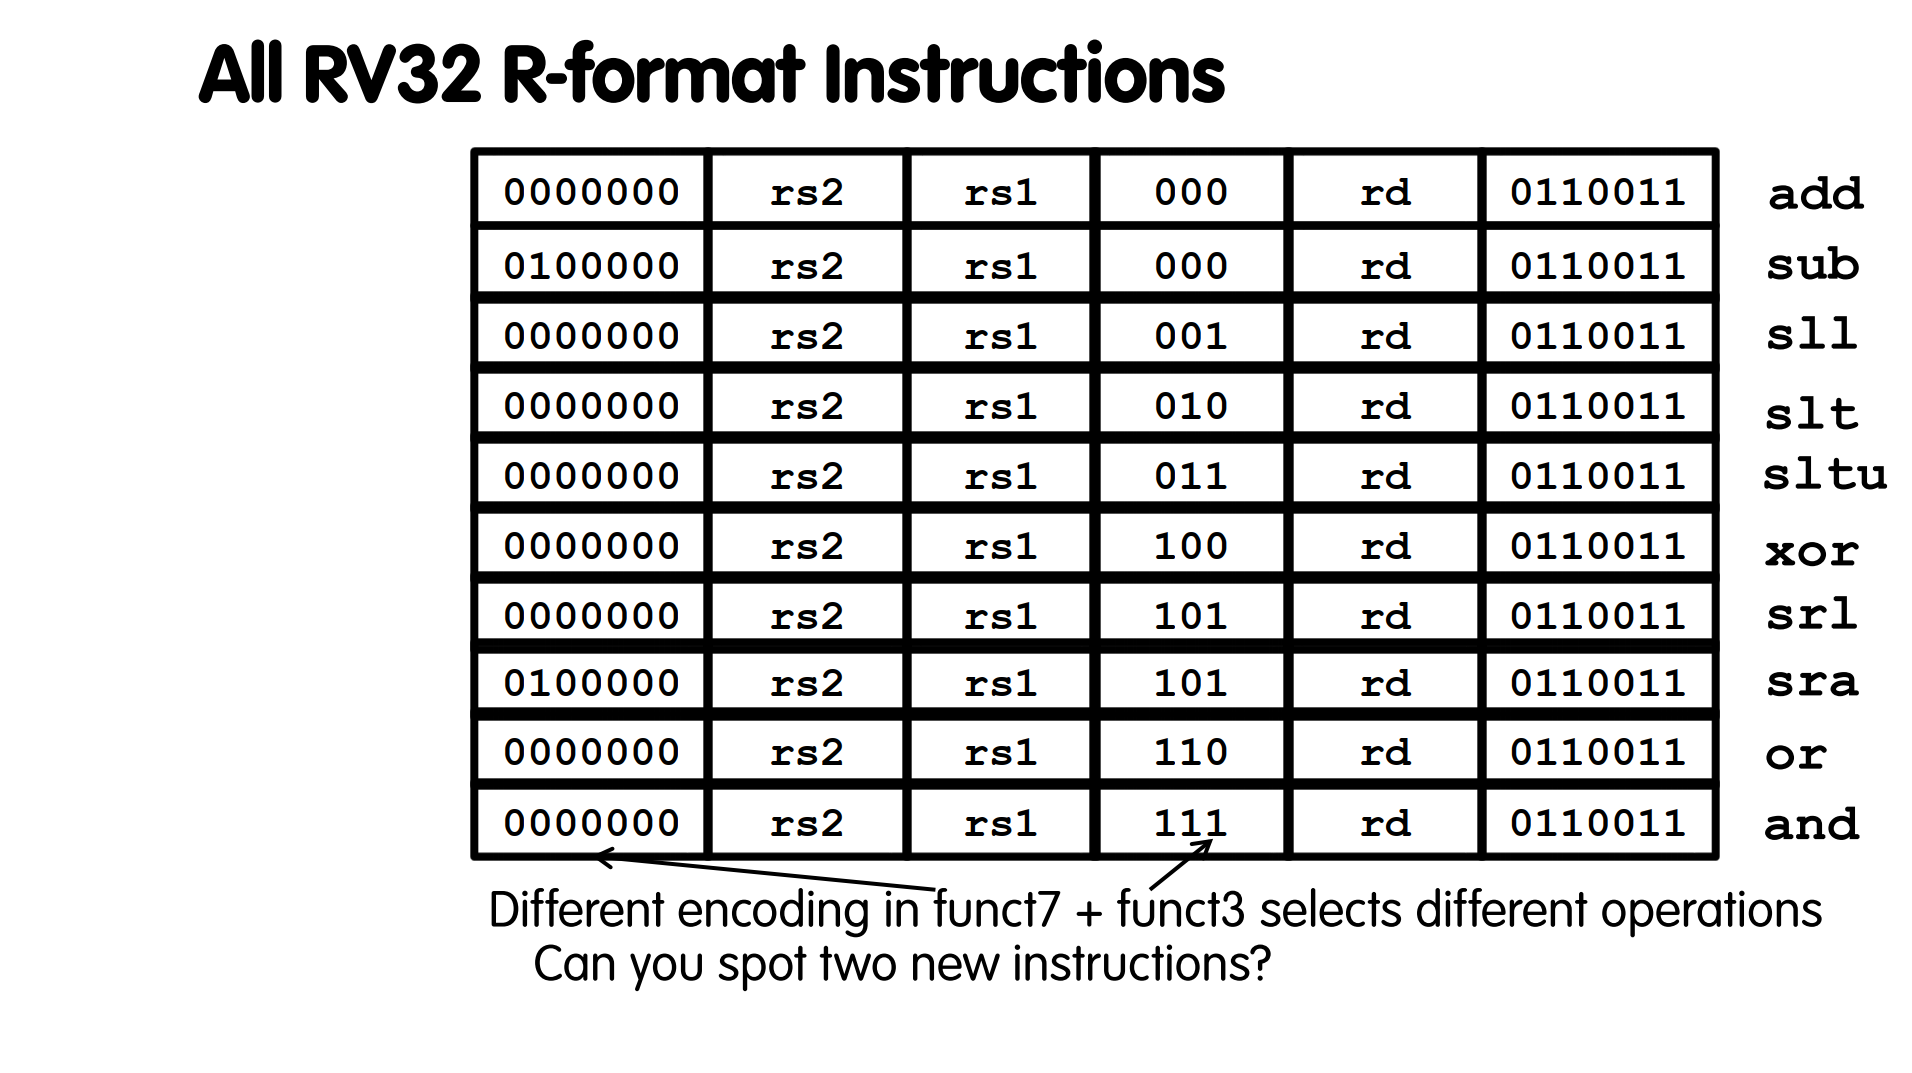 All RV32 R-format Instructions
0000000 rs2 rs1 000 rd 0110011 add
0100000 rs2 rs1 000 rd 0110011 sub
0000000 rs2 rs1 001 rd 0110011 sll
0000000 rs2 rs1 010 rd 0110011 slt
0000000 rs2 rs1 011 rd 0110011 sltu
0000000 rs2 rs1 100 rd 0110011 xor
0000000 rs2 rs1 101 rd 0110011 srl
0100000 rs2 rs1 101 rd 0110011 sra
0000000 rs2 rs1 110 rd 0110011 or
0000000 rs2 rs1 111 rd 0110011 and
Different encoding in funct7 + funct3 selects different operations
Can you spot two new instructions?